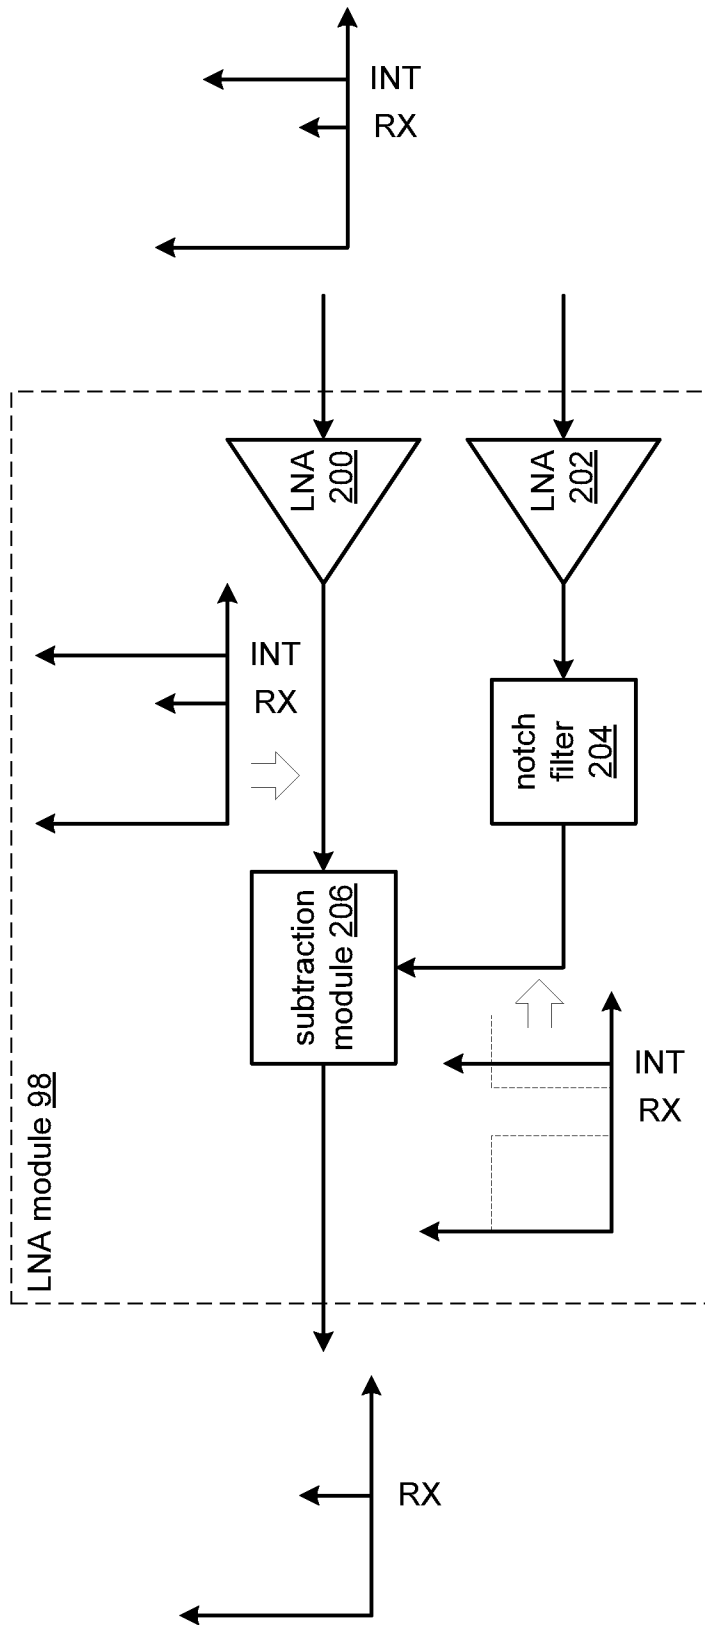 INT
RX
LNA
200
LNA
202
INT
RX
notch
filter
204
subtraction
module 206
INT
RX
LNA module 98
RX